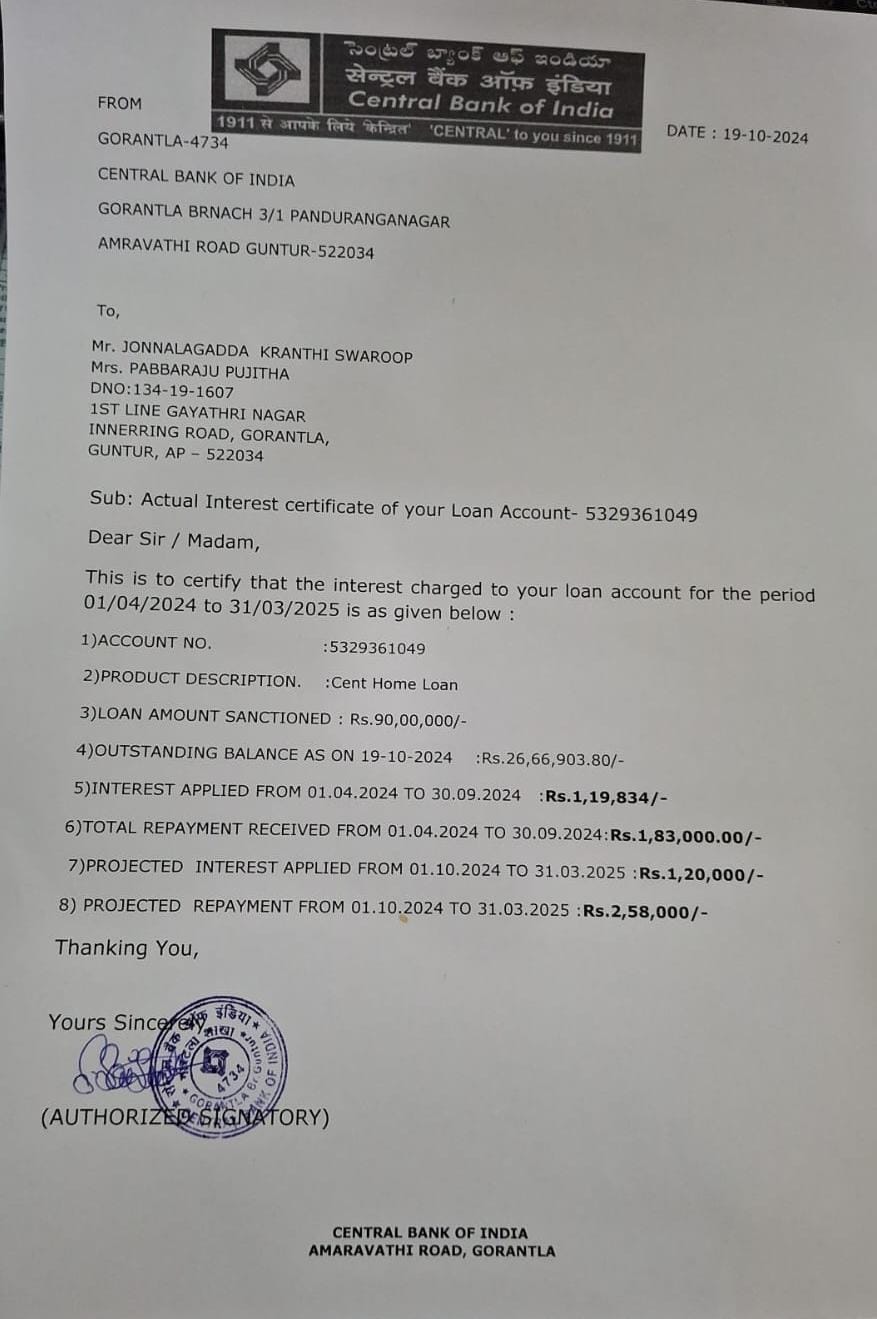 సెంట్రల్ బ్యాంక్ ఆఫ్ ఇండియా
सेन्ट्रल बैंक ऑफ़ इंडिया
Central Bank of India
1911 से आपके लिये 'केन्द्रित' 'CENTRAL' to you since 1911
FROM
DATE : 19-10-2024
GORANTLA-4734
CENTRAL BANK OF INDIA
GORANTLA BRNACH 3/1 PANDURANGANAGAR
AMRAVATHI ROAD GUNTUR-522034
To,
Mr. JONNALAGADDA KRANTHI SWAROOP
Mrs. PABBARAJU PUJITHA
DNO:134-19-1607
1ST LINE GAYATHRI NAGAR
INNERRING ROAD, GORANTLA,
GUNTUR, AP – 522034
Sub: Actual Interest certificate of your Loan Account- 5329361049
Dear Sir / Madam,
This is to certify that the interest charged to your loan account for the period
01/04/2024 to 31/03/2025 is as given below :
1)ACCOUNT NO. :5329361049
2)PRODUCT DESCRIPTION. :Cent Home Loan
3)LOAN AMOUNT SANCTIONED : Rs.90,00,000/-
4)OUTSTANDING BALANCE AS ON 19-10-2024 :Rs.26,66,903.80/-
5)INTEREST APPLIED FROM 01.04.2024 TO 30.09.2024 :Rs.1,19,834/-
6)TOTAL REPAYMENT RECEIVED FROM 01.04.2024 TO 30.09.2024:Rs.1,83,000.00/-
7)PROJECTED INTEREST APPLIED FROM 01.10.2024 TO 31.03.2025 :Rs.1,20,000/-
8) PROJECTED REPAYMENT FROM 01.10.2024 TO 31.03.2025 :Rs.2,58,000/-
Thanking You,
Yours Sincerely,
बैंक ऑफ़ इंडिया
शाखा
4734
GORANTLA Br. Guntur
CENTRAL BANK OF INDIA
(AUTHORIZED SIGNATORY)
CENTRAL BANK OF INDIA
AMARAVATHI ROAD, GORANTLA